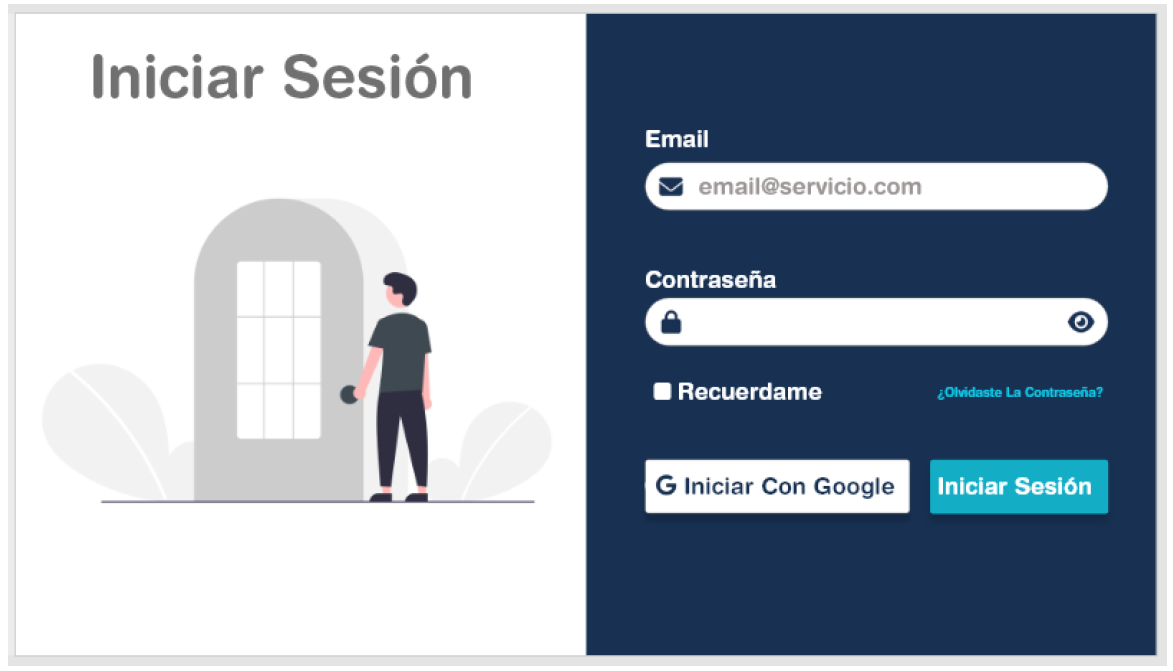 Iniciar Sesión
Email
email@servicio.com
Contraseña
Recuerdame
¿Olvidaste La Contraseña?
G Iniciar Con Google
Iniciar Sesión